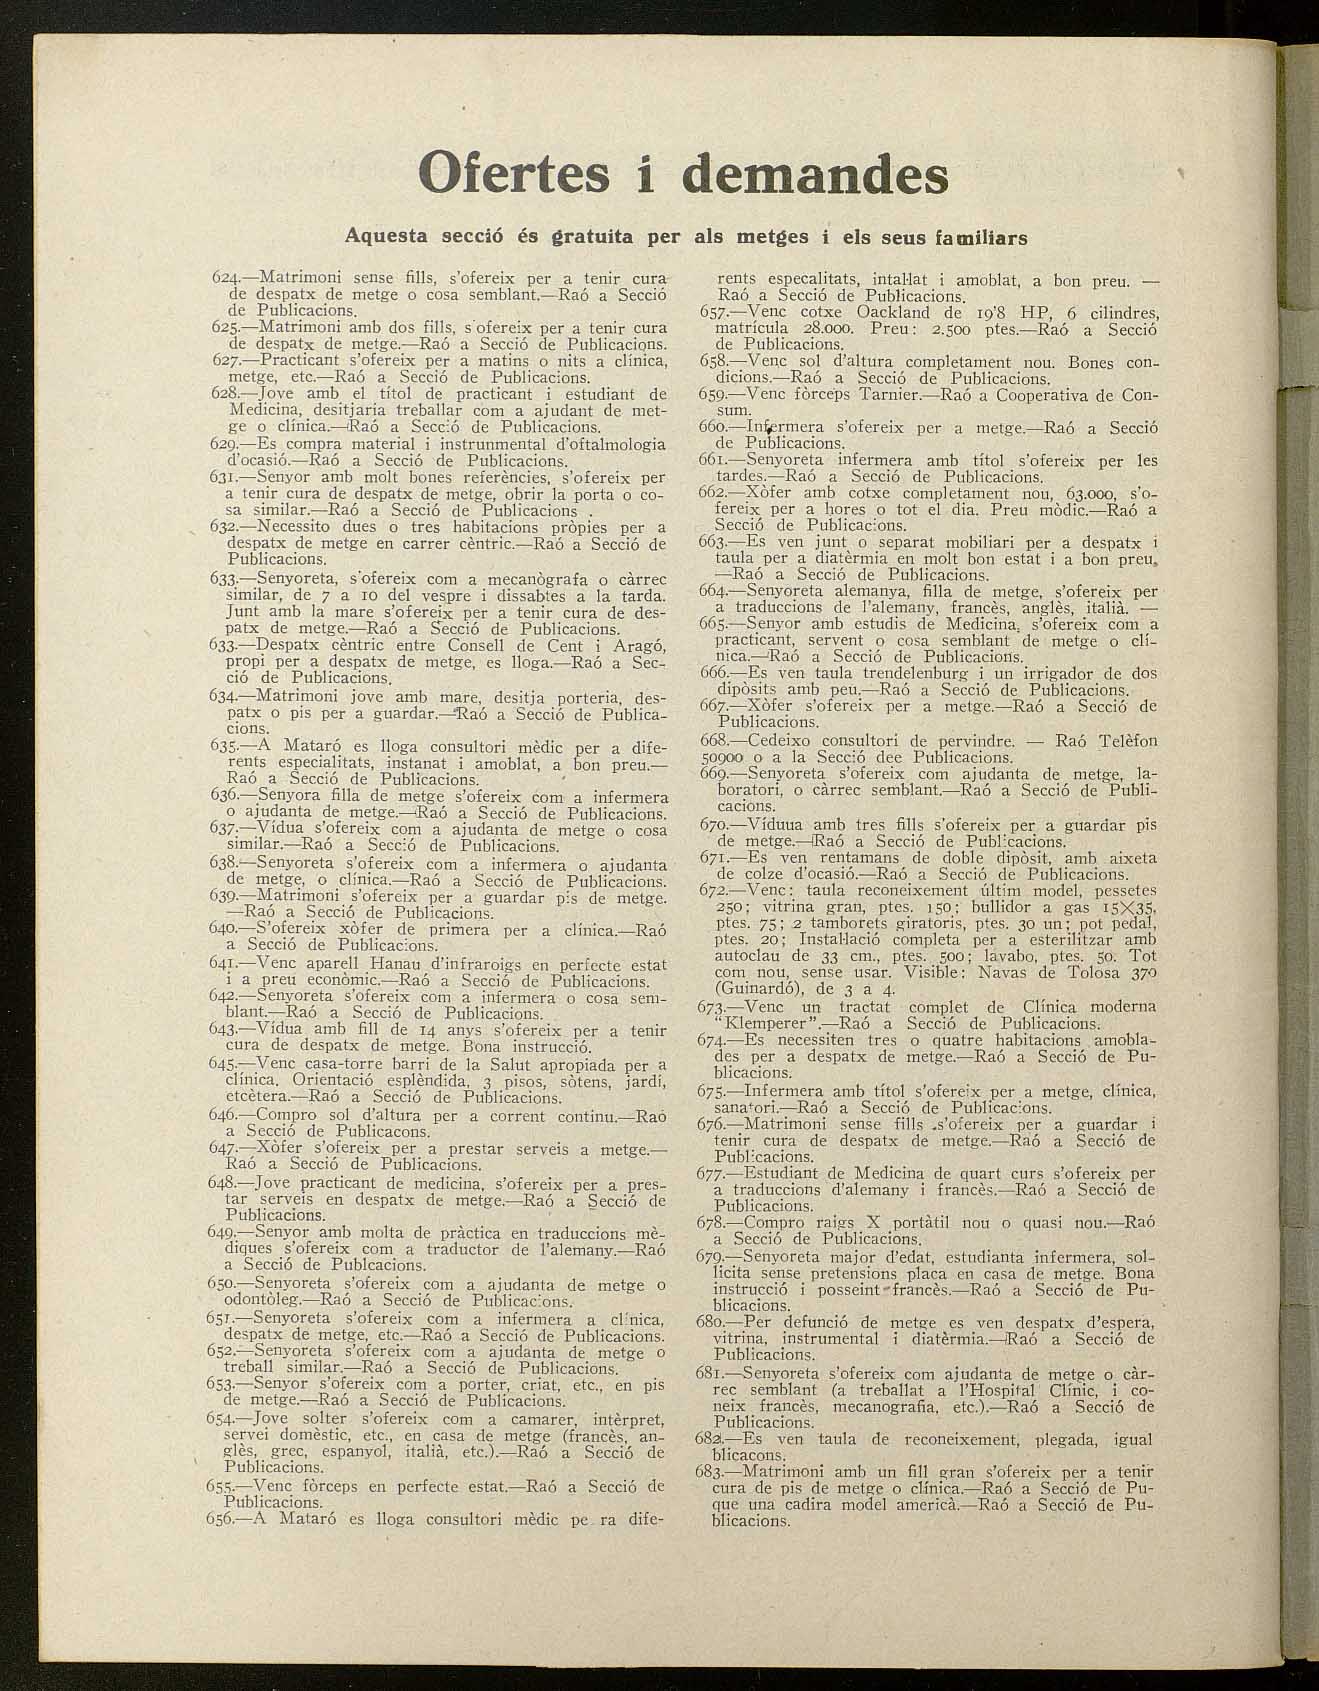 Ofertes i demandes
Aquesta secció és gratuita per als metges i els seus familiars
624.—Matrimoni sense fills, s'ofereix per a tenir cura
de despatx de metge o cosa semblant.—Raó a Secció
de Publicacions.
625.—Matrimoni amb dos fills, s'ofereix per a tenir cura
de despatx de metge.—Raó a Secció de Publicacions.
627.—Practicant s'ofereix per a matins o nits a clínica,
metge, etc.—Raó a Secció de Publicacions.
628.—Jove amb el títol de practicant i estudiant de
Medicina, desitjaria treballar com a ajudant de met-
ge o clínica.—Raó a Secció de Publicacions.
629.—Es compra material i instrunmental d'oftalmologia
d'ocasió.—Raó a Secció de Publicacions.
631.—Senyor amb molt bones referències, s'ofereix per
a tenir cura de despatx de metge, obrir la porta o co-
sa similar.—Raó a Secció de Publicacions .
632.—Necessito dues o tres habitacions pròpies per a
despatx de metge en carrer cèntric.—Raó a Secció de
Publicacions.
633.—Senyoreta, s'ofereix com a mecanògrafa o càrrec
similar, de 7 a 10 del vespre i dissabtes a la tarda.
Junt amb la mare s'ofereix per a tenir cura de des-
patx de metge.—Raó a Secció de Publicacions.
633.—Despatx cèntric entre Consell de Cent i Aragó,
propi per a despatx de metge, es lloga.—Raó a Sec-
ció de Publicacions.
634.—Matrimoni jove amb mare, desitja porteria, des-
patx o pis per a guardar.—Raó a Secció de Publica-
cions.
635.—A Mataró es lloga consultori mèdic per a dife-
rents especialitats, instanat i amoblat, a bon preu.—
Raó a Secció de Publicacions.
636.—Senyora filla de metge s'ofereix com a infermera
o ajudanta de metge.—Raó a Secció de Publicacions.
637.—Vídua s'ofereix com a ajudanta de metge o cosa
similar.—Raó a Secció de Publicacions.
638.—Senyoreta s'ofereix com a infermera o ajudanta
de metge, o clínica.—Raó a Secció de Publicacions.
639.—Matrimoni s'ofereix per a guardar pis de metge.
—Raó a Secció de Publicacions.
640.—S'ofereix xòfer de primera per a clínica.—Raó
a Secció de Publicacions.
641.—Venc aparell Hanau d'infraroigs en perfecte estat
i a preu econòmic.—Raó a Secció de Publicacions.
642.—Senyoreta s'ofereix com a infermera o cosa sem-
blant.—Raó a Secció de Publicacions.
643.—Vídua amb fill de 14 anys s'ofereix per a tenir
cura de despatx de metge. Bona instrucció.
645.—Venc casa-torre barri de la Salut apropiada per a
clínica. Orientació esplèndida, 3 pisos, sòtens, jardí,
etcètera.—Raó a Secció de Publicacions.
646.—Compro sol d'altura per a corrent continu.—Raó
a Secció de Publicacons.
647.—Xòfer s'ofereix per a prestar serveis a metge.—
Raó a Secció de Publicacions.
648.—Jove practicant de medicina, s'ofereix per a pres-
tar serveis en despatx de metge.—Raó a Secció de
Publicacions.
649.—Senyor amb molta de pràctica en traduccions mè-
diques s'ofereix com a traductor de l'alemany.—Raó
a Secció de Publcacions.
650.—Senyoreta s'ofereix com a ajudanta de metge o
odontòleg.—Raó a Secció de Publicacions.
651.—Senyoreta s'ofereix com a infermera a clínica,
despatx de metge, etc.—Raó a Secció de Publicacions.
652.—Senyoreta s'ofereix com a ajudanta de metge o
treball similar.—Raó a Secció de Publicacions.
653.—Senyor s'ofereix com a porter, criat, etc., en pis
de metge.—Raó a Secció de Publicacions.
654.—Jove solter s'ofereix com a camarer, intèrpret,
servei domèstic, etc., en casa de metge (francès, an-
glès, grec, espanyol, italià, etc.).—Raó a Secció de
Publicacions.
655.—Venc fòrceps en perfecte estat.—Raó a Secció de
Publicacions.
656.—A Mataró es lloga consultori mèdic pe ra dife-
rents especalitats, intal·lat i amoblat, a bon preu. —
Raó a Secció de Publicacions.
657.—Venc cotxe Oackland de 19'8 HP, 6 cilindres,
matrícula 28.000. Preu: 2.500 ptes.—Raó a Secció
de Publicacions.
658.—Venc sol d'altura completament nou. Bones con-
dicions.—Raó a Secció de Publicacions.
659.—Venc fòrceps Tarnier.—Raó a Cooperativa de Con-
sum.
660.—Infermera s'ofereix per a metge.—Raó a Secció
de Publicacions.
661.—Senyoreta infermera amb títol s'ofereix per les
tardes.—Raó a Secció de Publicacions.
662.—Xòfer amb cotxe completament nou, 63.000, s'o-
fereix per a hores o tot el dia. Preu mòdic.—Raó a
Secció de Publicacions.
663.—Es ven junt o separat mobiliari per a despatx i
taula per a diatèrmia en molt bon estat i a bon preu.
—Raó a Secció de Publicacions.
664.—Senyoreta alemanya, filla de metge, s'ofereix per
a traduccions de l'alemany, francès, anglès, italià. —
665.—Senyor amb estudis de Medicina, s'ofereix com a
practicant, servent o cosa semblant de metge o clí-
nica.—Raó a Secció de Publicacions.
666.—Es ven taula trendelenburg i un irrigador de dos
dipòsits amb peu.—Raó a Secció de Publicacions.
667.—Xòfer s'ofereix per a metge.—Raó a Secció de
Publicacions.
668.—Cedeixo consultori de pervindre. — Raó Telèfon
50900 o a la Secció dee Publicacions.
669.—Senyoreta s'ofereix com ajudanta de metge, la-
boratori, o càrrec semblant.—Raó a Secció de Publi-
cacions.
670.—Víduua amb tres fills s'ofereix per a guardar pis
de metge.—Raó a Secció de Publicacions.
671.—Es ven rentamans de doble dipòsit, amb aixeta
de colze d'ocasió.—Raó a Secció de Publicacions.
672.—Venc: taula reconeixement últim model, pessetes
250; vitrina gran, ptes. 150; bullidor a gas 15X35,
ptes. 75; 2 tamborets giratoris, ptes. 30 un; pot pedal,
ptes. 20; Instal·lació completa per a esterilitzar amb
autoclau de 33 cm., ptes. 500; lavabo, ptes. 50. Tot
com nou, sense usar. Visible: Navas de Tolosa 370
(Guinardó), de 3 a 4.
673.—Venc un tractat complet de Clínica moderna
"Klemperer".—Raó a Secció de Publicacions.
674.—Es necessiten tres o quatre habitacions amobla-
des per a despatx de metge.—Raó a Secció de Pu-
blicacions.
675.—Infermera amb títol s'ofereix per a metge, clínica,
sanatori.—Raó a Secció de Publicacions.
676.—Matrimoni sense fills s'ofereix per a guardar i
tenir cura de despatx de metge.—Raó a Secció de
Publicacions.
677.—Estudiant de Medicina de quart curs s'ofereix per
a traduccions d'alemany i francès.—Raó a Secció de
Publicacions.
678.—Compro raigs X portàtil nou o quasi nou.—Raó
a Secció de Publicacions.
679.—Senyoreta major d'edat, estudianta infermera, sol-
licita sense pretensions plaça en casa de metge. Bona
instrucció i posseint francès.—Raó a Secció de Pu-
blicacions.
680.—Per defunció de metge es ven despatx d'espera,
vitrina, instrumental i diatèrmia.—Raó a Secció de
Publicacions.
681.—Senyoreta s'ofereix com ajudanta de metge o càr-
rec semblant (a treballat a l'Hospital Clínic, i co-
neix francès, mecanografia, etc.).—Raó a Secció de
Publicacions.
682.—Es ven taula de reconeixement, plegada, igual
blicacons.
683.—Matrimoni amb un fill gran s'ofereix per a tenir
cura de pis de metge o clínica.—Raó a Secció de Pu-
que una cadira model americà.—Raó a Secció de Pu-
blicacions.